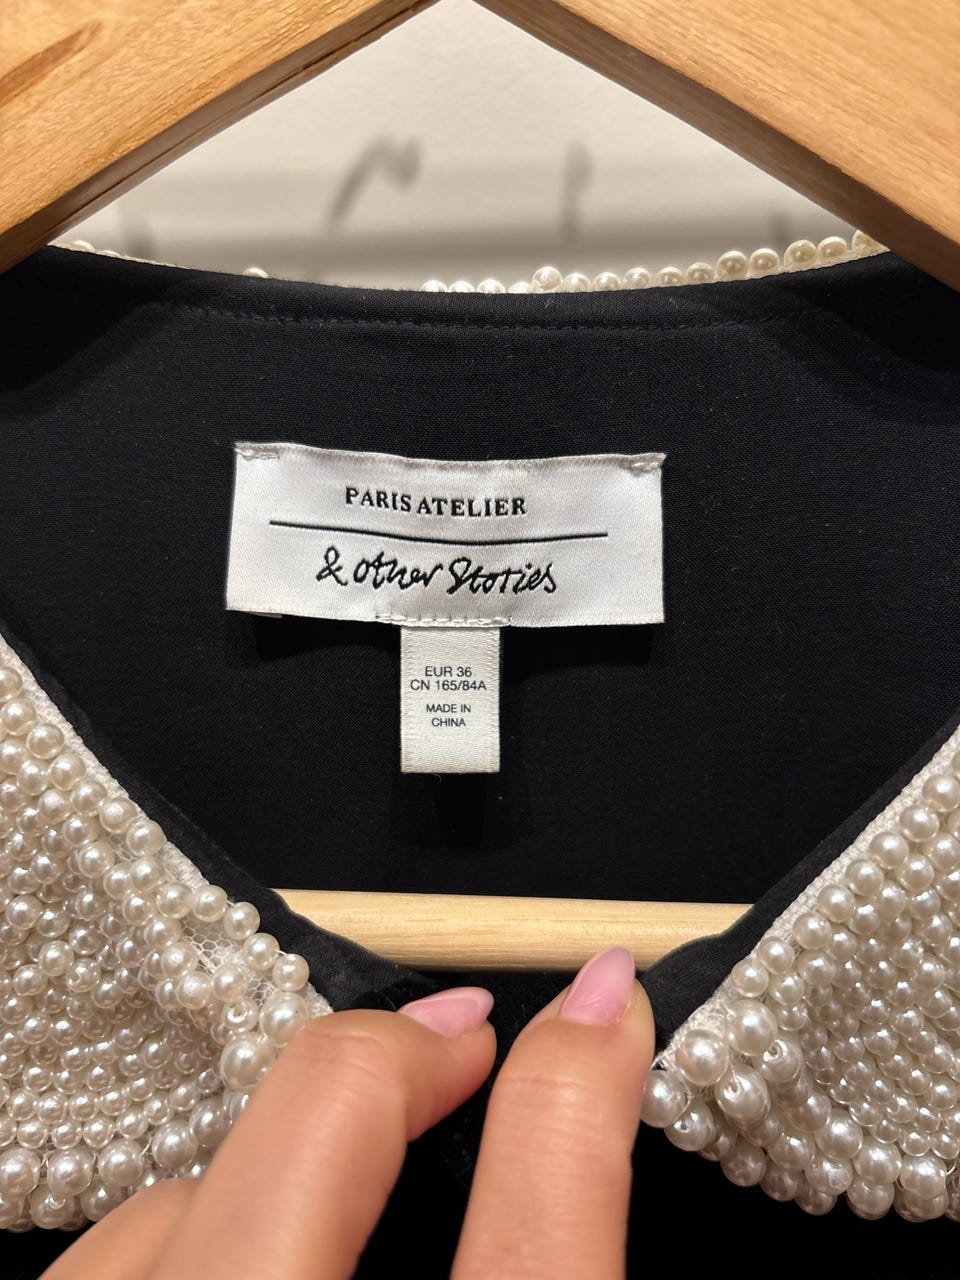 PARIS ATELIER
& other Stories
EUR 36
CN 165/84A
MADE IN
CHINA